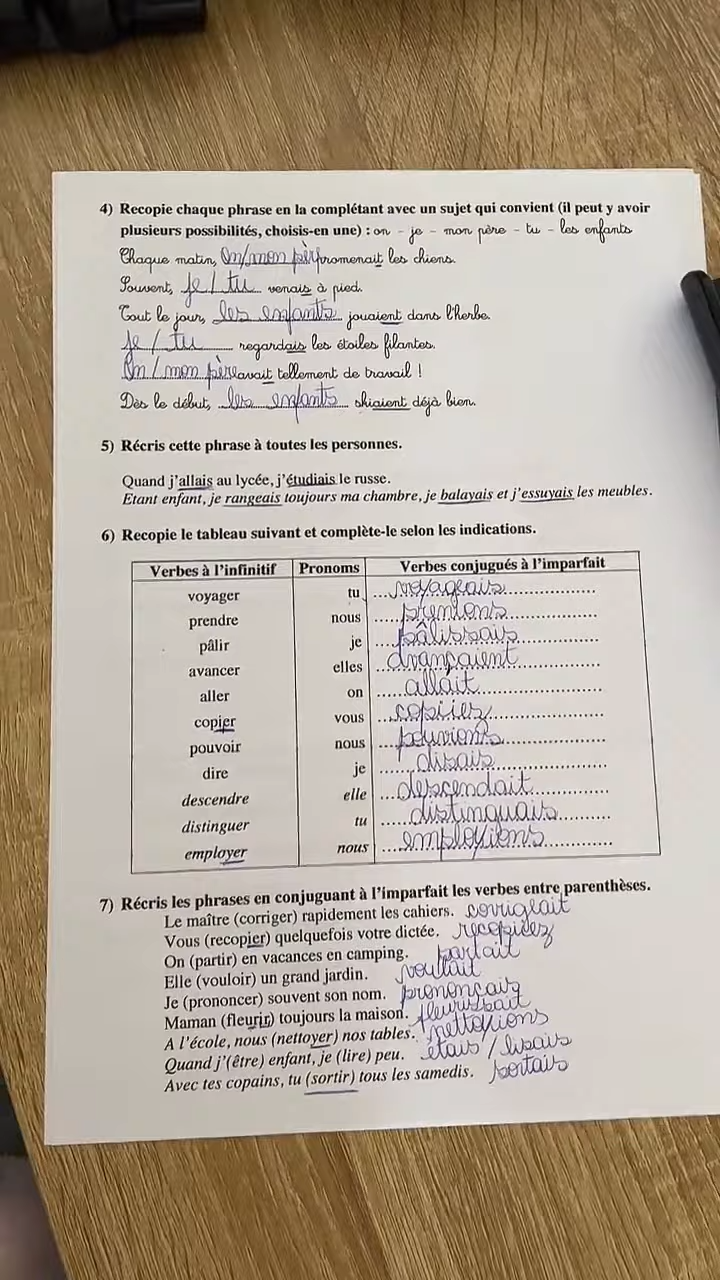 4) Recopie chaque phrase en la complétant avec un sujet qui convient (il peut y avoir
plusieurs possibilités, choisis-en une) : on - je - mon père - tu - les enfants
Chaque matin, On/mon père promenait les chiens.
Souvent, je / tu venais à pied.
Tout le jour, les enfants jouaient dans l'herbe.
Je / tu regardais les étoiles filantes.
On / mon père avait tellement de travail !
Dès le début, les enfants skiaient déjà bien.
5) Récris cette phrase à toutes les personnes.
Quand j'allais au lycée, j'étudiais le russe.
Etant enfant, je rangeais toujours ma chambre, je balayais et j'essuyais les meubles.
6) Recopie le tableau suivant et complète-le selon les indications.
Verbes à l'infinitif Pronoms Verbes conjugués à l'imparfait
voyager tu voyageais
prendre nous prenions
pâlir je pâlissais
avancer elles avançaient
aller on allait
copier vous copiiez
pouvoir nous pouvions
dire je disais
descendre elle descendait
distinguer tu distinguais
employer nous employions
7) Récris les phrases en conjuguant à l'imparfait les verbes entre parenthèses.
Le maître (corriger) rapidement les cahiers. corrigeait
Vous (recopier) quelquefois votre dictée. recopiiez
On (partir) en vacances en camping. partait
Elle (vouloir) un grand jardin. voulait
Je (prononcer) souvent son nom. prononçais
Maman (fleurir) toujours la maison. fleurissait
A l'école, nous (nettoyer) nos tables. nettoyions
Quand j'(être) enfant, je (lire) peu. étais / lisais
Avec tes copains, tu (sortir) tous les samedis. sortais